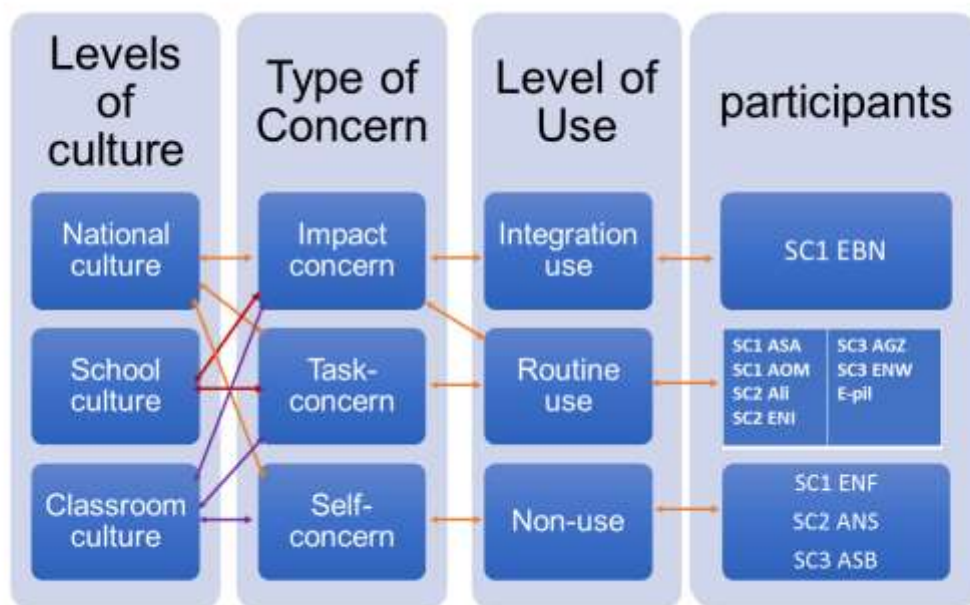 Levels
of
culture
National
culture
School
culture
Classroom
culture
Type of
Concern
Impact
concern
Task-
concern
Self-
concern
Level of
Use
Integration
use
Routine
use
Non-use
participants
SC1 EBN
SC1 ASA
SC1 AOM
SC2 Ali
SC2 ENI
SC3 AGZ
SC3 ENW
E-pil
SC1 ENF
SC2 ANS
SC3 ASB